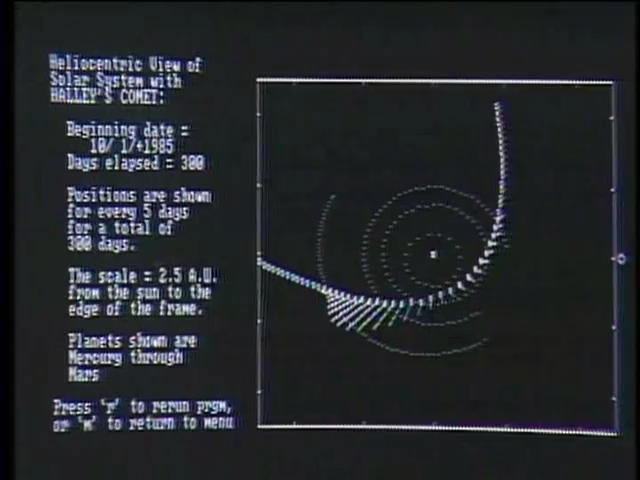 Heliocentric View of
Solar System with
HALLEY'S COMET:
Beginning date =
10/ 1/+1985
Days elapsed = 300
Positions are shown
for every 5 days
for a total of
300 days.
The scale = 2.5 A.U.
from the sun to the
edge of the frame.
Planets shown are
Mercury through
Mars
Press 'r' to rerun prgm,
or 'm' to return to menu